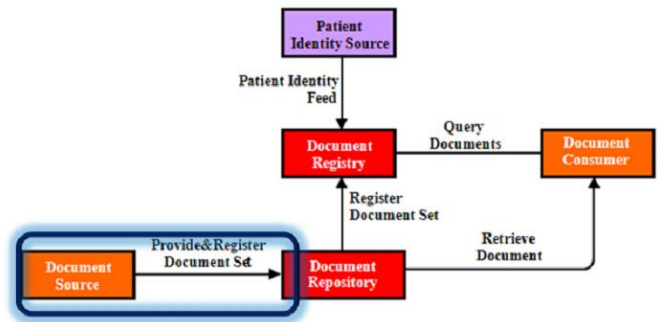 Patient
Identity Source
Patient Identity
Feed
Document
Registry
Query
Documents
Document
Consumer
Register
Document Set
Retrieve
Document
Provide&Register
Document Set
Document
Source
Document
Repository